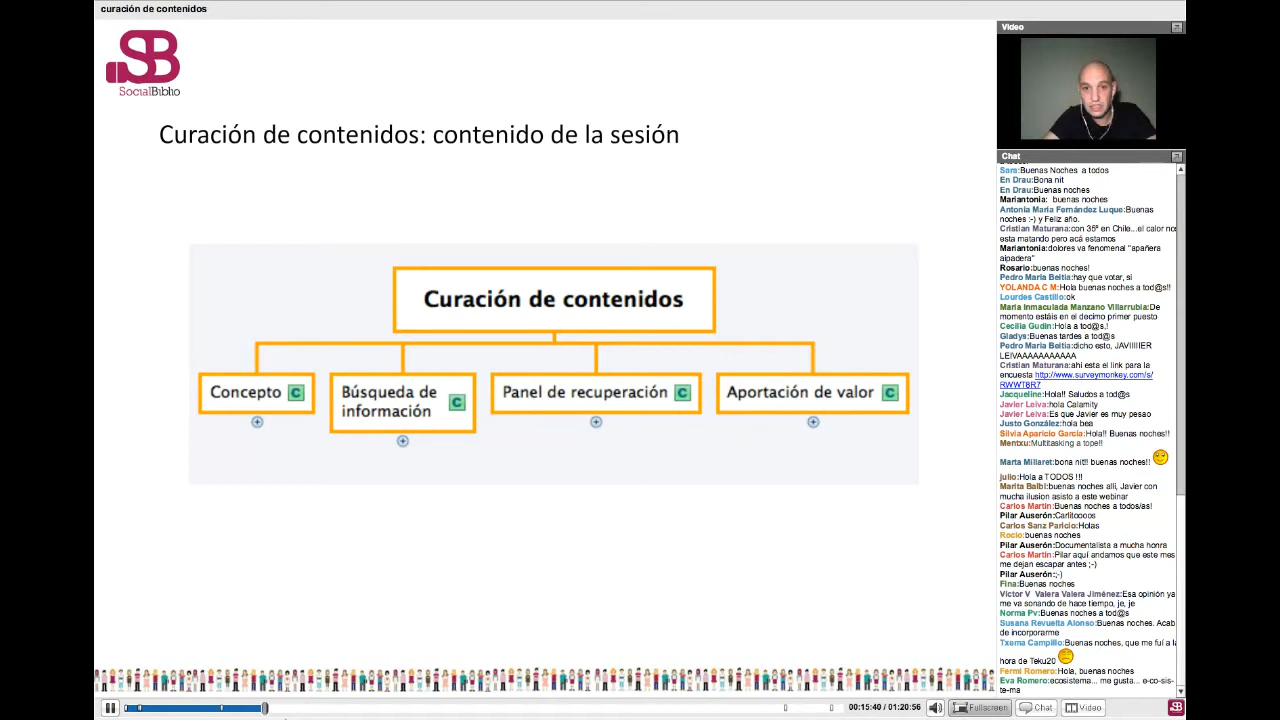 curación de contenidos
SB
SocialBiblio
Curación de contenidos: contenido de la sesión
Curación de contenidos
Concepto C
Búsqueda de
información C
Panel de recuperación C
Aportación de valor C
Video
Chat
Sara:Buenas Noches a todos
En Drau:Bona nit
En Drau:Buenas noches
Mariantonia: buenas noches
Antonia Maria Fernández Luque:Buenas
noches :-) y Feliz año.
Cristian Maturana:con 35º en Chile...el calor nos
esta matando pero acá estamos
Mariantonia:dolores va fenomenal "apañera
aipadera"
Rosario:buenas noches!
Pedro María Beitia:hay que votar, si
YOLANDA C M:Hola buenas noches a tod@s!!
Lourdes Castillo:ok
María Inmaculada Manzano Villarrubia:De
momento estáis en el decimo primer puesto
Cecilia Gudin:Hola a tod@s,!
Gladys:Buenas tardes a tod@s
Pedro María Beitia:dicho esto, JAVIIIIIER
LEIVAAAAAAAAAAA
Cristian Maturana:ahi este el link para la
encuesta http://www.surveymonkey.com/s/
RWWT8R7
Jacqueline:Hola!! Saludos a tod@s
Javier Leiva:hola Calamity
Javier Leiva:Es que Javier es muy pesao
Justo González:hola bea
Silvia Aparicio García:Hola!! Buenas noches!!
Mentxu:Multitasking a tope!!
Marta Millaret:bona nit!! buenas noches!!
julio:Hola a TODOS !!!
Marita Balbi:buenas noches alli, Javier con
mucha ilusion asisto a este webinar
Carlos Martin:Buenas noches a todos/as!
Pilar Auserón:Carlitoooos
Carlos Sanz Paricio:Holas
Rocio:buenas noches
Pilar Auserón:Documentalista a mucha honra
Carlos Martin:Pilar aquí andamos que este mes
me dejan escapar antes ;-)
Pilar Auserón:;-)
Fina:Buenas noches
Victor V Valera Valera Jiménez:Esa opinión ya
me va sonando de hace tiempo, je, je
Norma Pv:Buenas noches a tod@s
Susana Revuelta Alonso:Buenas noches. Acab
de incorporarme
Txema Campillo:Buenas noches, que me fuí a la
hora de Teku20
Fermi Romero:Hola, buenos noches
Eva Romero:ecosistema... me gusta... e-co-sis-
te-ma
00:15:40 / 01:20:56
Fullscreen
Chat
Video
SB